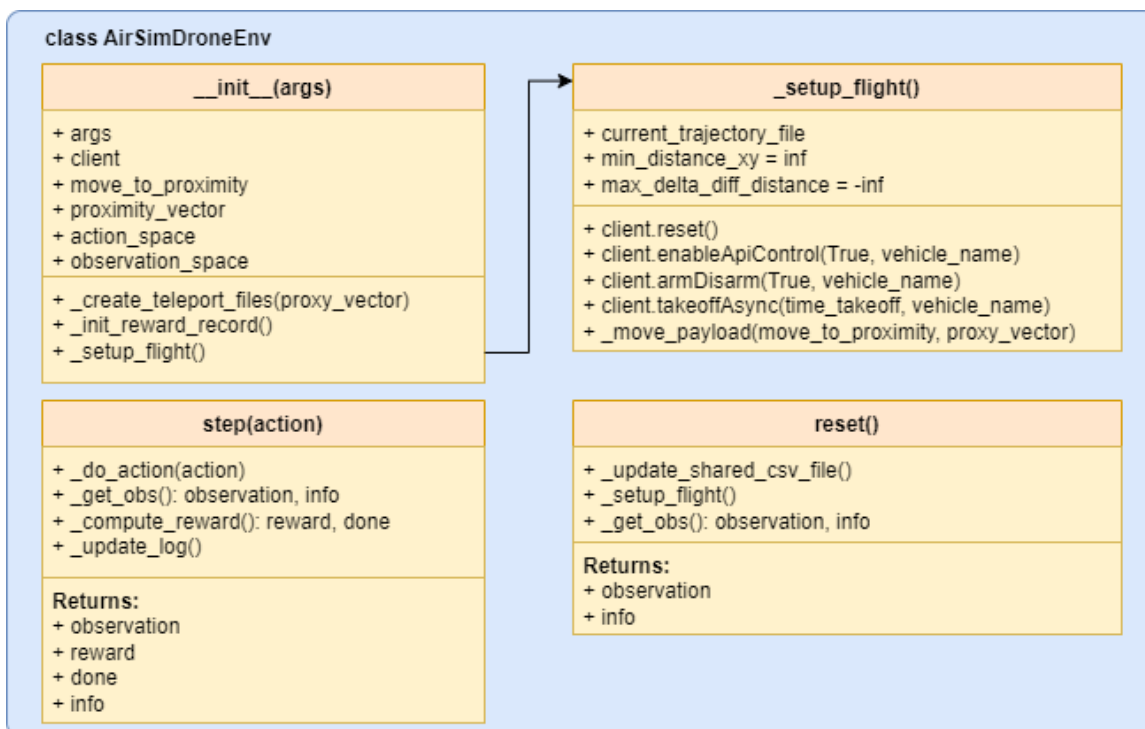 class AirSimDroneEnv
__init__(args)
+ args
+ client
+ move_to_proximity
+ proximity_vector
+ action_space
+ observation_space
+ _create_teleport_files(proxy_vector)
+ _init_reward_record()
+ _setup_flight()
_setup_flight()
+ current_trajectory_file
+ min_distance_xy = inf
+ max_delta_diff_distance = -inf
+ client.reset()
+ client.enableApiControl(True, vehicle_name)
+ client.armDisarm(True, vehicle_name)
+ client.takeoffAsync(time_takeoff, vehicle_name)
+ _move_payload(move_to_proximity, proxy_vector)
step(action)
+ _do_action(action)
+ _get_obs(): observation, info
+ _compute_reward(): reward, done
+ _update_log()
Returns:
+ observation
+ reward
+ done
+ info
reset()
+ _update_shared_csv_file()
+ _setup_flight()
+ _get_obs(): observation, info
Returns:
+ observation
+ info